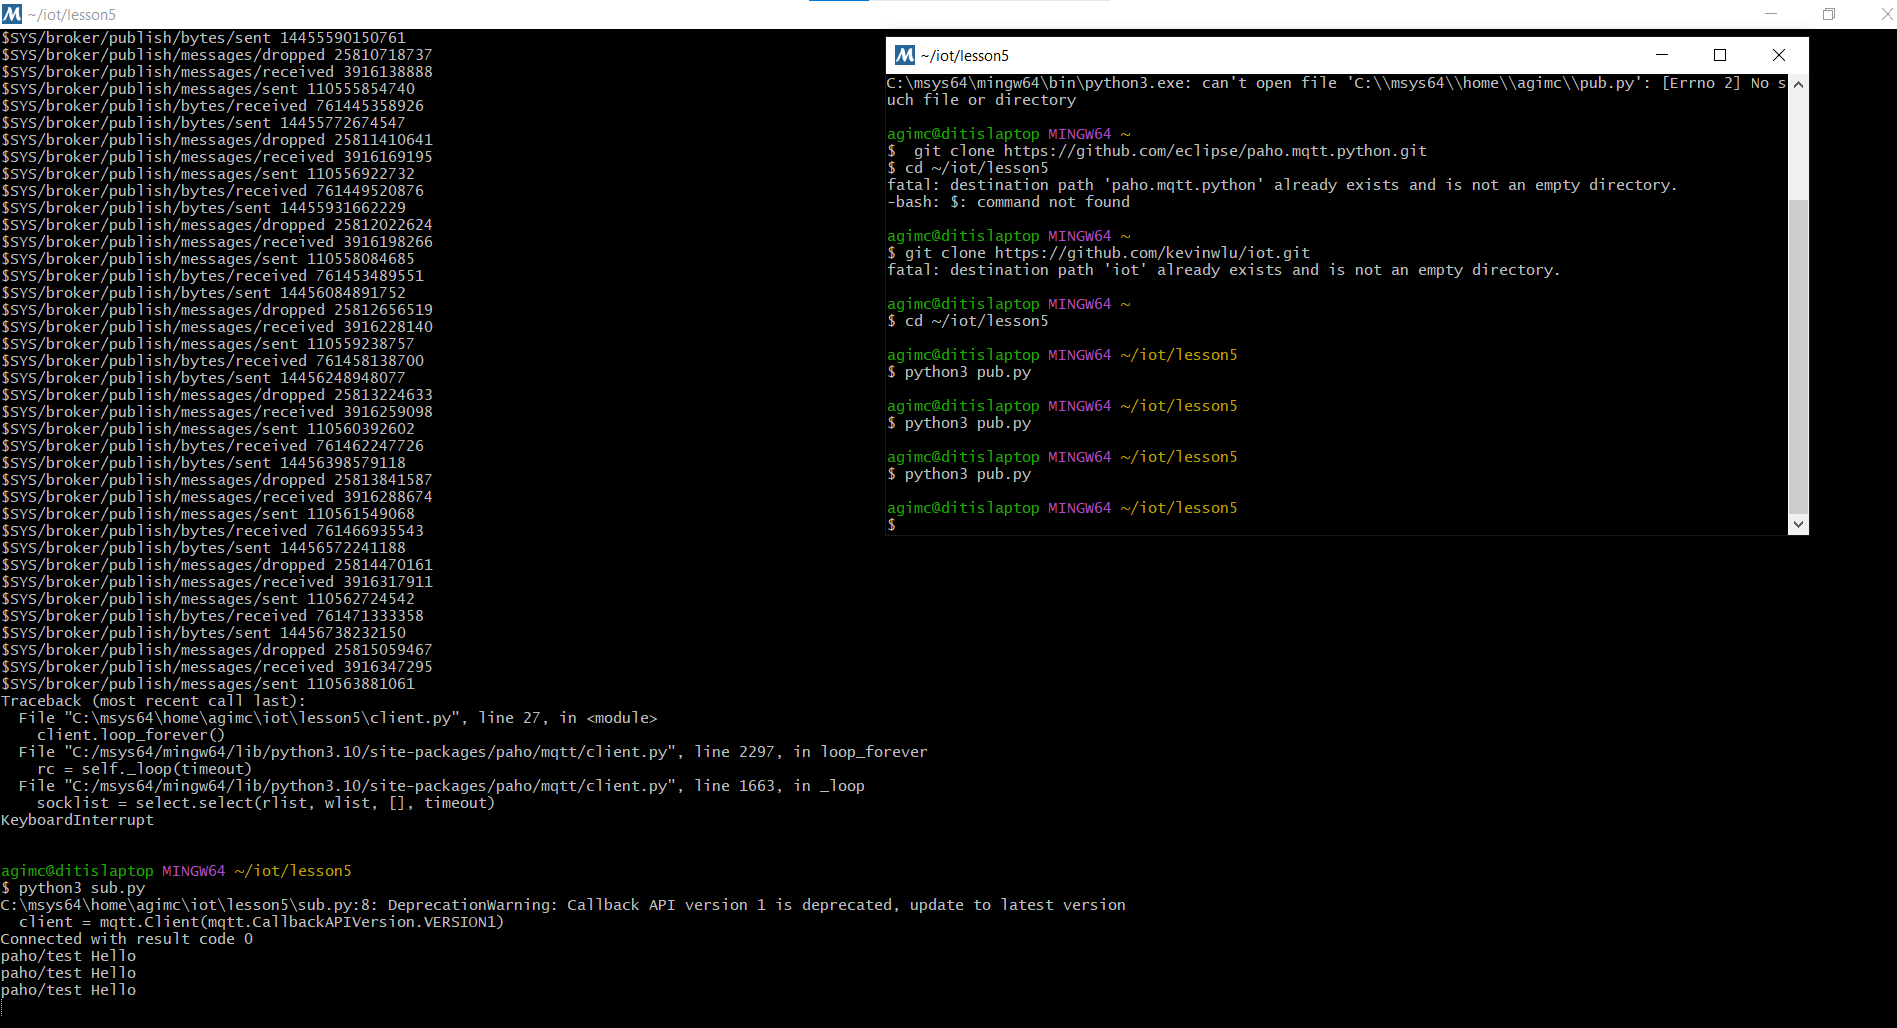 ~/iot/lesson5
$SYS/broker/publish/bytes/sent 14455590150761
$SYS/broker/publish/messages/dropped 25810718737
$SYS/broker/publish/messages/received 3916138888
$SYS/broker/publish/messages/sent 110555854740
$SYS/broker/publish/bytes/received 761445358926
$SYS/broker/publish/bytes/sent 14455772674547
$SYS/broker/publish/messages/dropped 25811410641
$SYS/broker/publish/messages/received 3916169195
$SYS/broker/publish/messages/sent 110556922732
$SYS/broker/publish/bytes/received 761449520876
$SYS/broker/publish/bytes/sent 14455931662229
$SYS/broker/publish/messages/dropped 25812022624
$SYS/broker/publish/messages/received 3916198266
$SYS/broker/publish/messages/sent 110558084685
$SYS/broker/publish/bytes/received 761453489551
$SYS/broker/publish/bytes/sent 14456084891752
$SYS/broker/publish/messages/dropped 25812656519
$SYS/broker/publish/messages/received 3916228140
$SYS/broker/publish/messages/sent 110559238757
$SYS/broker/publish/bytes/received 761458138700
$SYS/broker/publish/bytes/sent 14456248948077
$SYS/broker/publish/messages/dropped 25813224633
$SYS/broker/publish/messages/received 3916259098
$SYS/broker/publish/messages/sent 110560392602
$SYS/broker/publish/bytes/received 761462247726
$SYS/broker/publish/bytes/sent 14456398579118
$SYS/broker/publish/messages/dropped 25813841587
$SYS/broker/publish/messages/received 3916288674
$SYS/broker/publish/messages/sent 110561549068
$SYS/broker/publish/bytes/received 761466935543
$SYS/broker/publish/bytes/sent 14456572241188
$SYS/broker/publish/messages/dropped 25814470161
$SYS/broker/publish/messages/received 3916317911
$SYS/broker/publish/messages/sent 110562724542
$SYS/broker/publish/bytes/received 761471333358
$SYS/broker/publish/bytes/sent 14456738232150
$SYS/broker/publish/messages/dropped 25815059467
$SYS/broker/publish/messages/received 3916347295
$SYS/broker/publish/messages/sent 110563881061
Traceback (most recent call last):
  File "C:\msys64\home\agimc\iot\lesson5\client.py", line 27, in <module>
    client.loop_forever()
  File "C:/msys64/mingw64/lib/python3.10/site-packages/paho/mqtt/client.py", line 2297, in loop_forever
    rc = self._loop(timeout)
  File "C:/msys64/mingw64/lib/python3.10/site-packages/paho/mqtt/client.py", line 1663, in _loop
    socklist = select.select(rlist, wlist, [], timeout)
KeyboardInterrupt
agimc@ditislaptop MINGW64 ~/iot/lesson5
$ python3 sub.py
C:\msys64\home\agimc\iot\lesson5\sub.py:8: DeprecationWarning: Callback API version 1 is deprecated, update to latest version
  client = mqtt.Client(mqtt.CallbackAPIVersion.VERSION1)
Connected with result code 0
paho/test Hello
paho/test Hello
paho/test Hello
~/iot/lesson5
C:\msys64\mingw64\bin\python3.exe: can't open file 'C:\\msys64\\home\\agimc\\pub.py': [Errno 2] No s
uch file or directory
agimc@ditislaptop MINGW64 ~
$  git clone https://github.com/eclipse/paho.mqtt.python.git
$ cd ~/iot/lesson5
fatal: destination path 'paho.mqtt.python' already exists and is not an empty directory.
-bash: $: command not found
agimc@ditislaptop MINGW64 ~
$ git clone https://github.com/kevinwlu/iot.git
fatal: destination path 'iot' already exists and is not an empty directory.
agimc@ditislaptop MINGW64 ~
$ cd ~/iot/lesson5
agimc@ditislaptop MINGW64 ~/iot/lesson5
$ python3 pub.py
agimc@ditislaptop MINGW64 ~/iot/lesson5
$ python3 pub.py
agimc@ditislaptop MINGW64 ~/iot/lesson5
$ python3 pub.py
agimc@ditislaptop MINGW64 ~/iot/lesson5
$